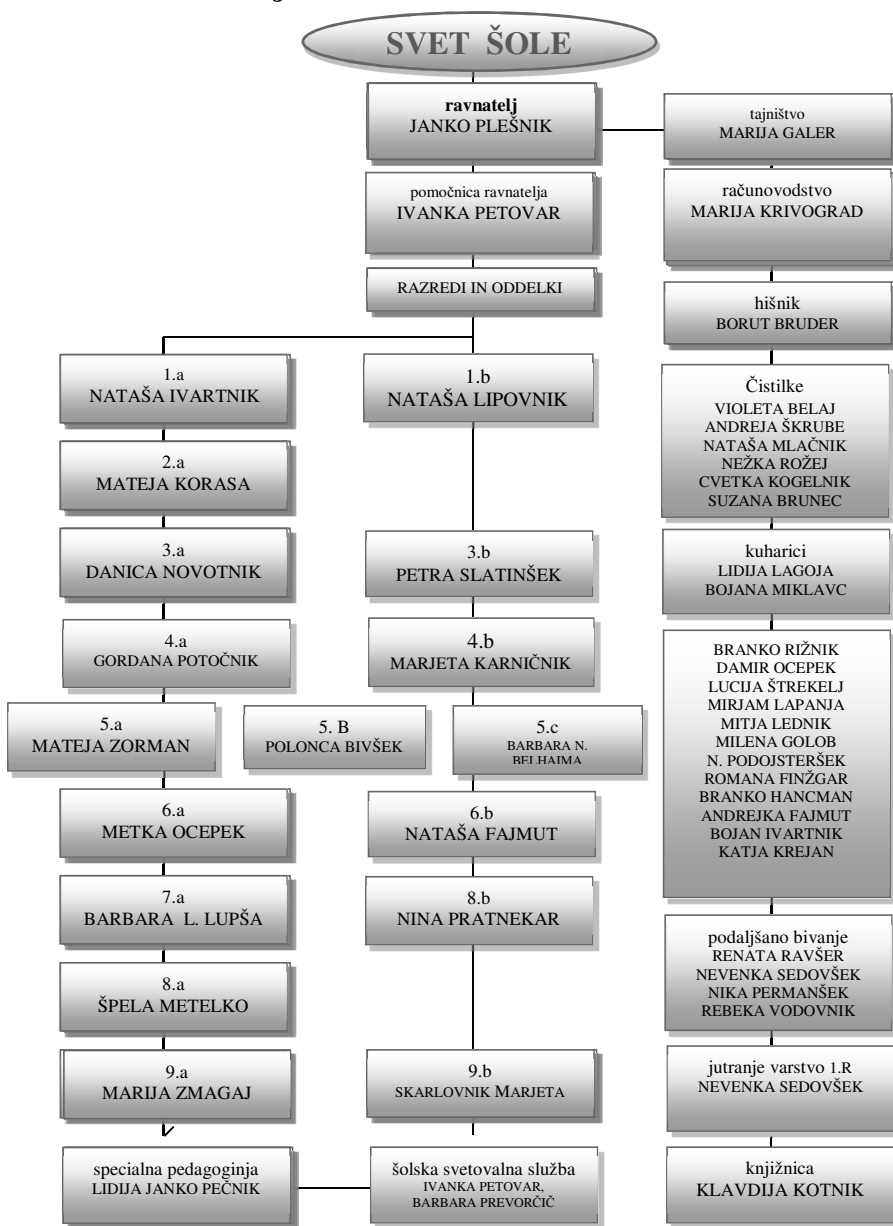 SVET ŠOLE
ravnatelj
JANKO PLEŠNIK
tajništvo
MARIJA GALER
pomočnica ravnatelja
IVANKA PETOVAR
računovodstvo
MARIJA KRIVOGRAD
RAZREDI IN ODDELKI
hišnik
BORUT BRUDER
1.a
NATAŠA IVARTNIK
1.b
NATAŠA LIPOVNIK
Čistilke
VIOLETA BELAJ
ANDREJA ŠKRUBE
NATAŠA MLAČNIK
NEŽKA ROŽEJ
CVETKA KOGELNIK
SUZANA BRUNEC
2.a
MATEJA KORASA
3.a
DANICA NOVOTNIK
3.b
PETRA SLATINŠEK
kuharici
LIDIJA LAGOJA
BOJANA MIKLAVC
4.a
GORDANA POTOČNIK
4.b
MARJETA KARNIČNIK
BRANKO RIŽNIK
DAMIR OCEPEK
LUCIJA ŠTREKELJ
MIRJAM LAPANJA
MITJA LEDNIK
MILENA GOLOB
N. PODOJSTERŠEK
ROMANA FINŽGAR
BRANKO HANCMAN
ANDREJKA FAJMUT
BOJAN IVARTNIK
KATJA KREJAN
5.a
MATEJA ZORMAN
5. B
POLONCA BIVŠEK
5.c
BARBARA N.
BELHAJMA
6.a
METKA OCEPEK
6.b
NATAŠA FAJMUT
7.a
BARBARA L. LUPŠA
8.b
NINA PRATNEKAR
podaljšano bivanje
RENATA RAVŠER
NEVENKA SEDOVŠEK
NIKA PERMANŠEK
REBEKA VODOVNIK
8.a
ŠPELA METELKO
9.a
MARIJA ZMAGAJ
9.b
SKARLOVNIK MARJETA
jutranje varstvo 1.R
NEVENKA SEDOVŠEK
specialna pedagoginja
LIDIJA JANKO PEČNIK
šolska svetovalna služba
IVANKA PETOVAR,
BARBARA PREVORČIČ
knjižnica
KLAVDIJA KOTNIK